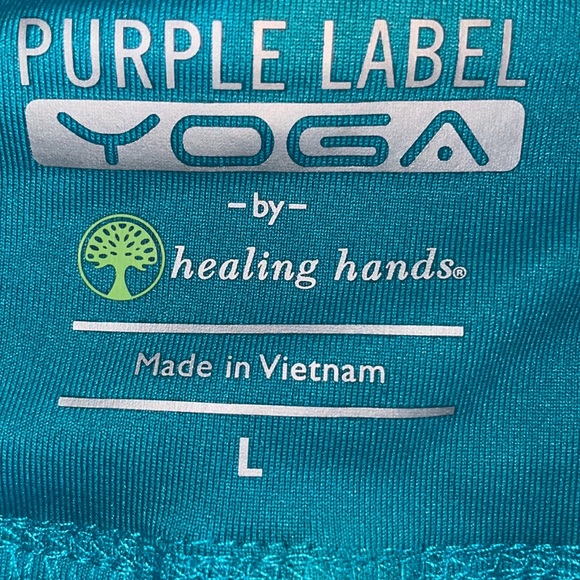 PURPLE LABEL
YOGA
-by-
healing hands®
Made in Vietnam
L